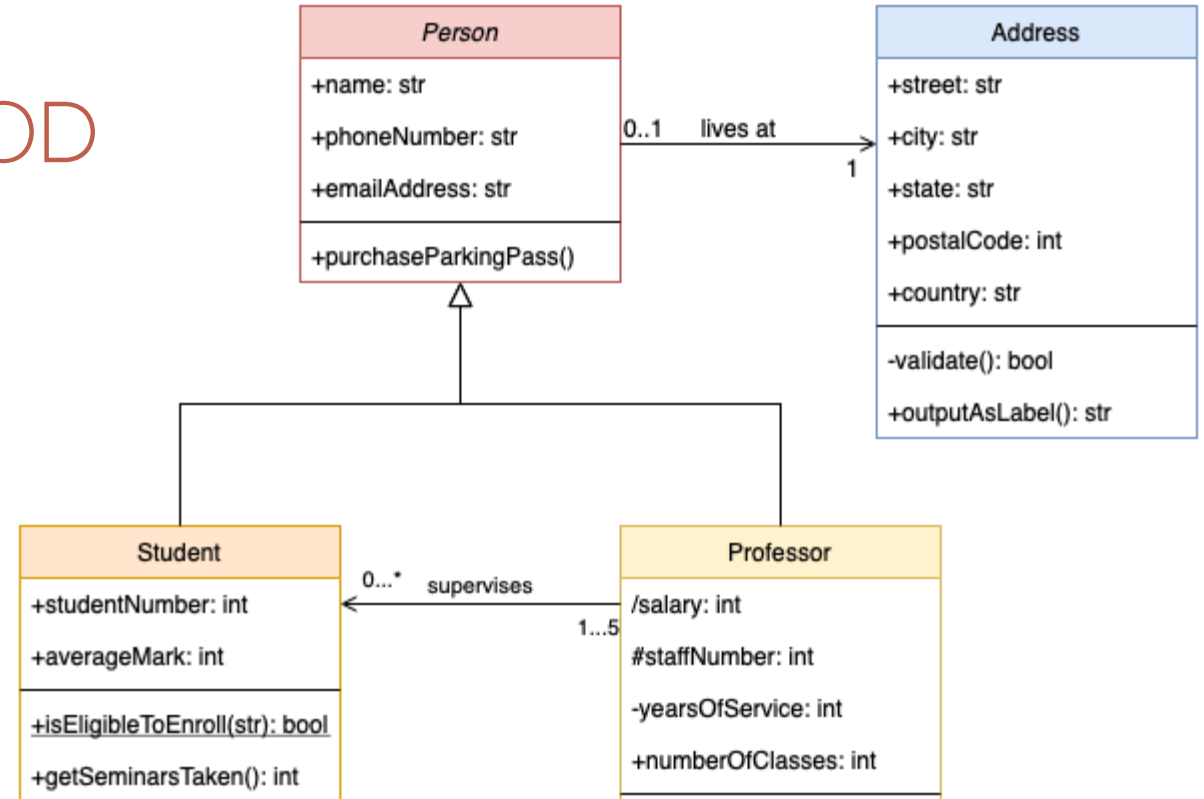 OD
Person
+name: str
+phoneNumber: str
+emailAddress: str
+purchaseParkingPass()
0..1 lives at
1
Address
+street: str
+city: str
+state: str
+postalCode: int
+country: str
-validate(): bool
+outputAsLabel(): str
Student
+studentNumber: int
+averageMark: int
+isEligibleToEnroll(str): bool
+getSeminarsTaken(): int
0...* supervises
1...5
Professor
/salary: int
#staffNumber: int
-yearsOfService: int
+numberOfClasses: int